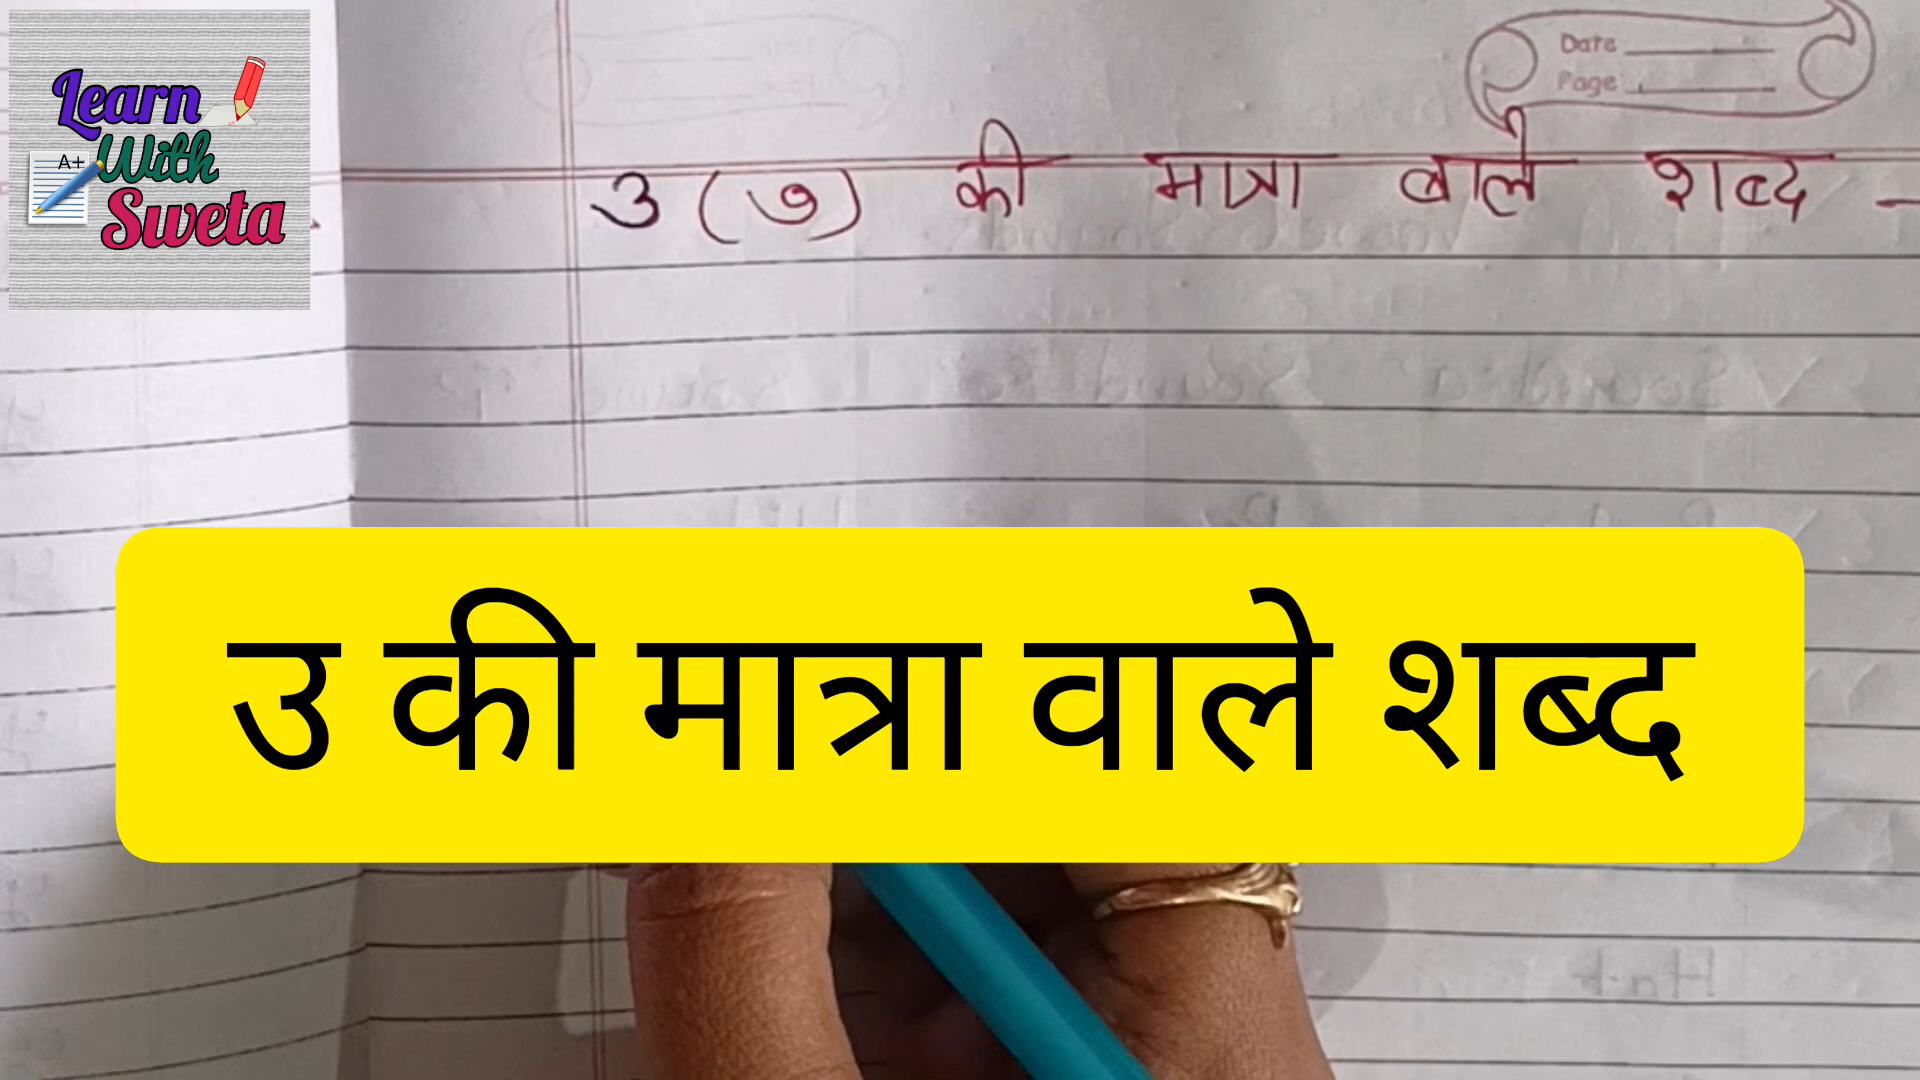 Learn
With
Sweta
A+
Date
Page
उ ( ु ) की मात्रा वाले शब्द –
उ की मात्रा वाले शब्द